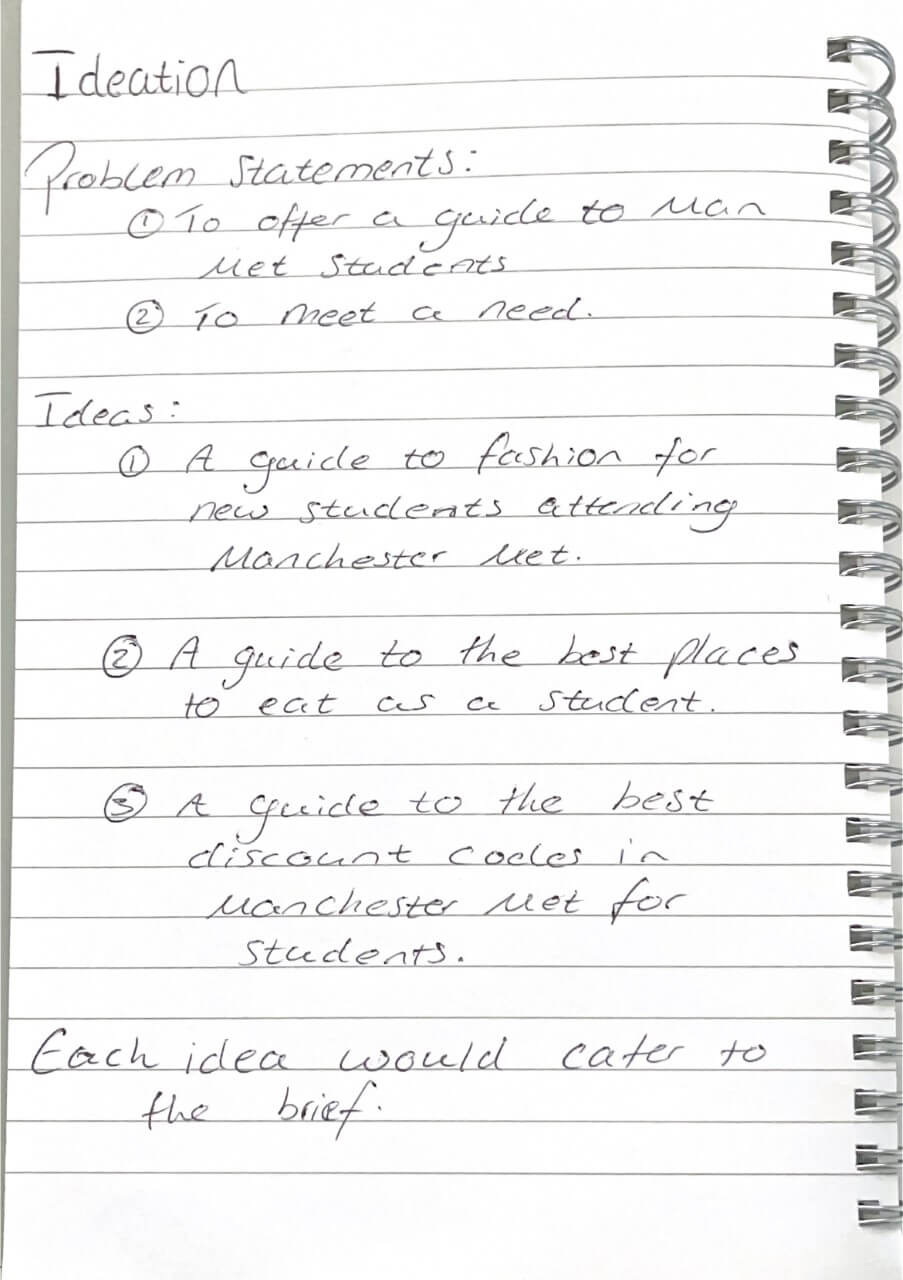 Ideation
Problem Statements:
① To offer a guide to Man
Met Students
② To meet a need.
Ideas:
① A guide to fashion for
new students attending
Manchester Met.
② A guide to the best places
to eat as a student.
③ A guide to the best
discount codes in
Manchester Met for
Students.
Each idea would cater to
the brief.